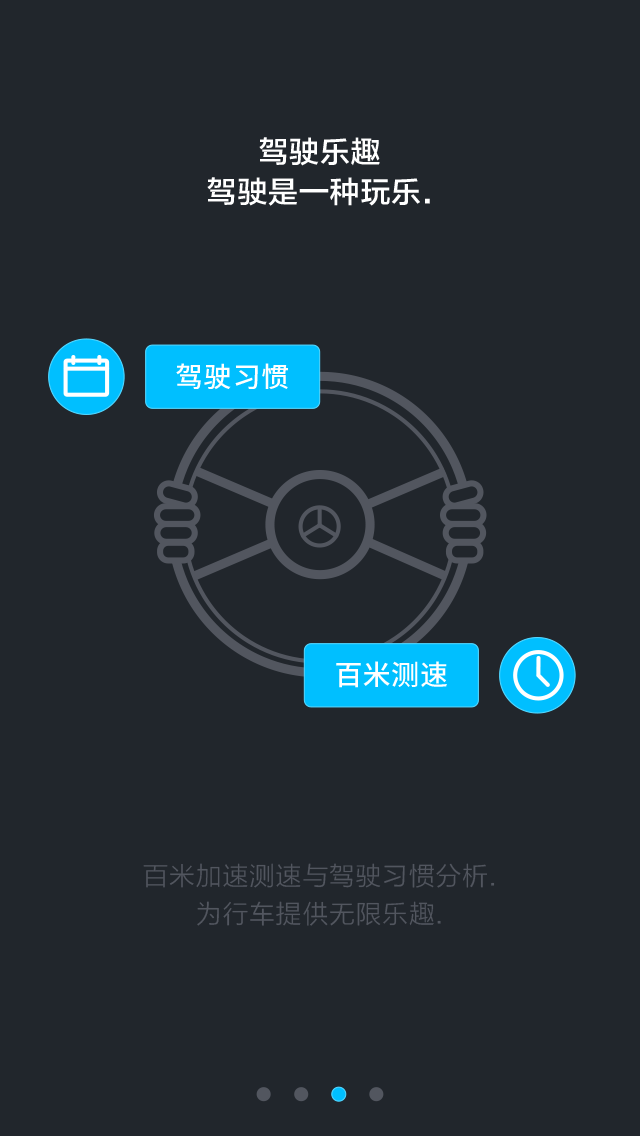 驾驶乐趣
驾驶是一种玩乐.
驾驶习惯
百米测速
百米加速测速与驾驶习惯分析.
为行车提供无限乐趣.